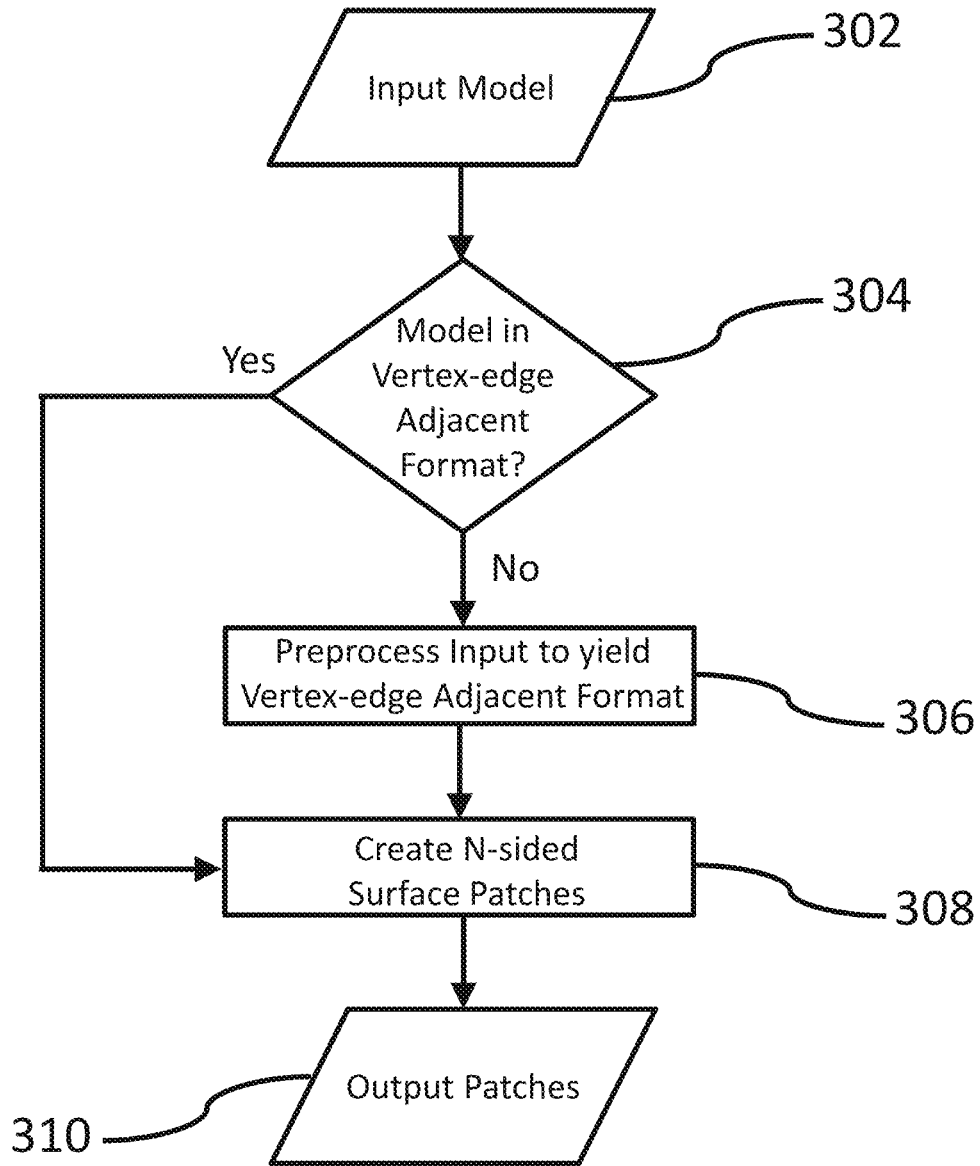 302
Input Model
304
Model in
Vertex-edge
Adjacent
Format?
Yes
No
Preprocess Input to yield
Vertex-edge Adjacent Format
306
Create N-sided
Surface Patches
308
Output Patches
310